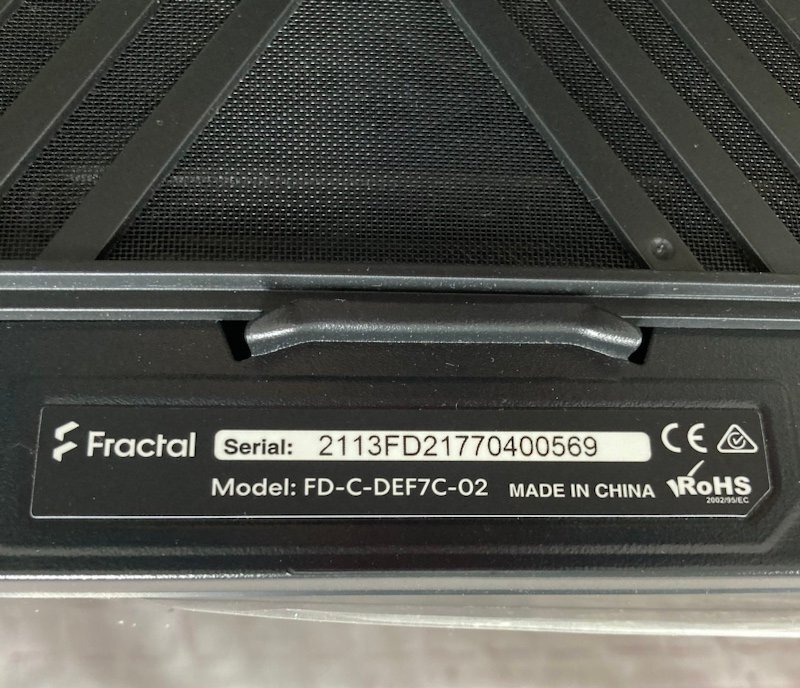 Fractal Serial: 2113FD21770400569 CE
Model: FD-C-DEF7C-02 MADE IN CHINA RoHS
2002/95/EC